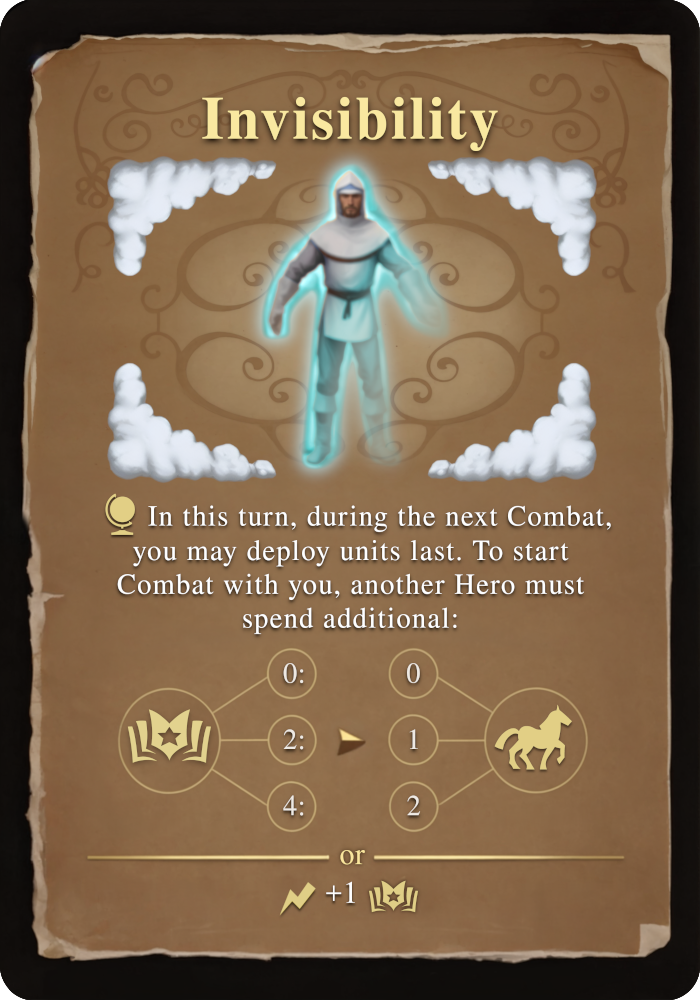 Invisibility
In this turn, during the next Combat,
you may deploy units last. To start
Combat with you, another Hero must
spend additional:
0: 0
2: 1
4: 2
or
+1